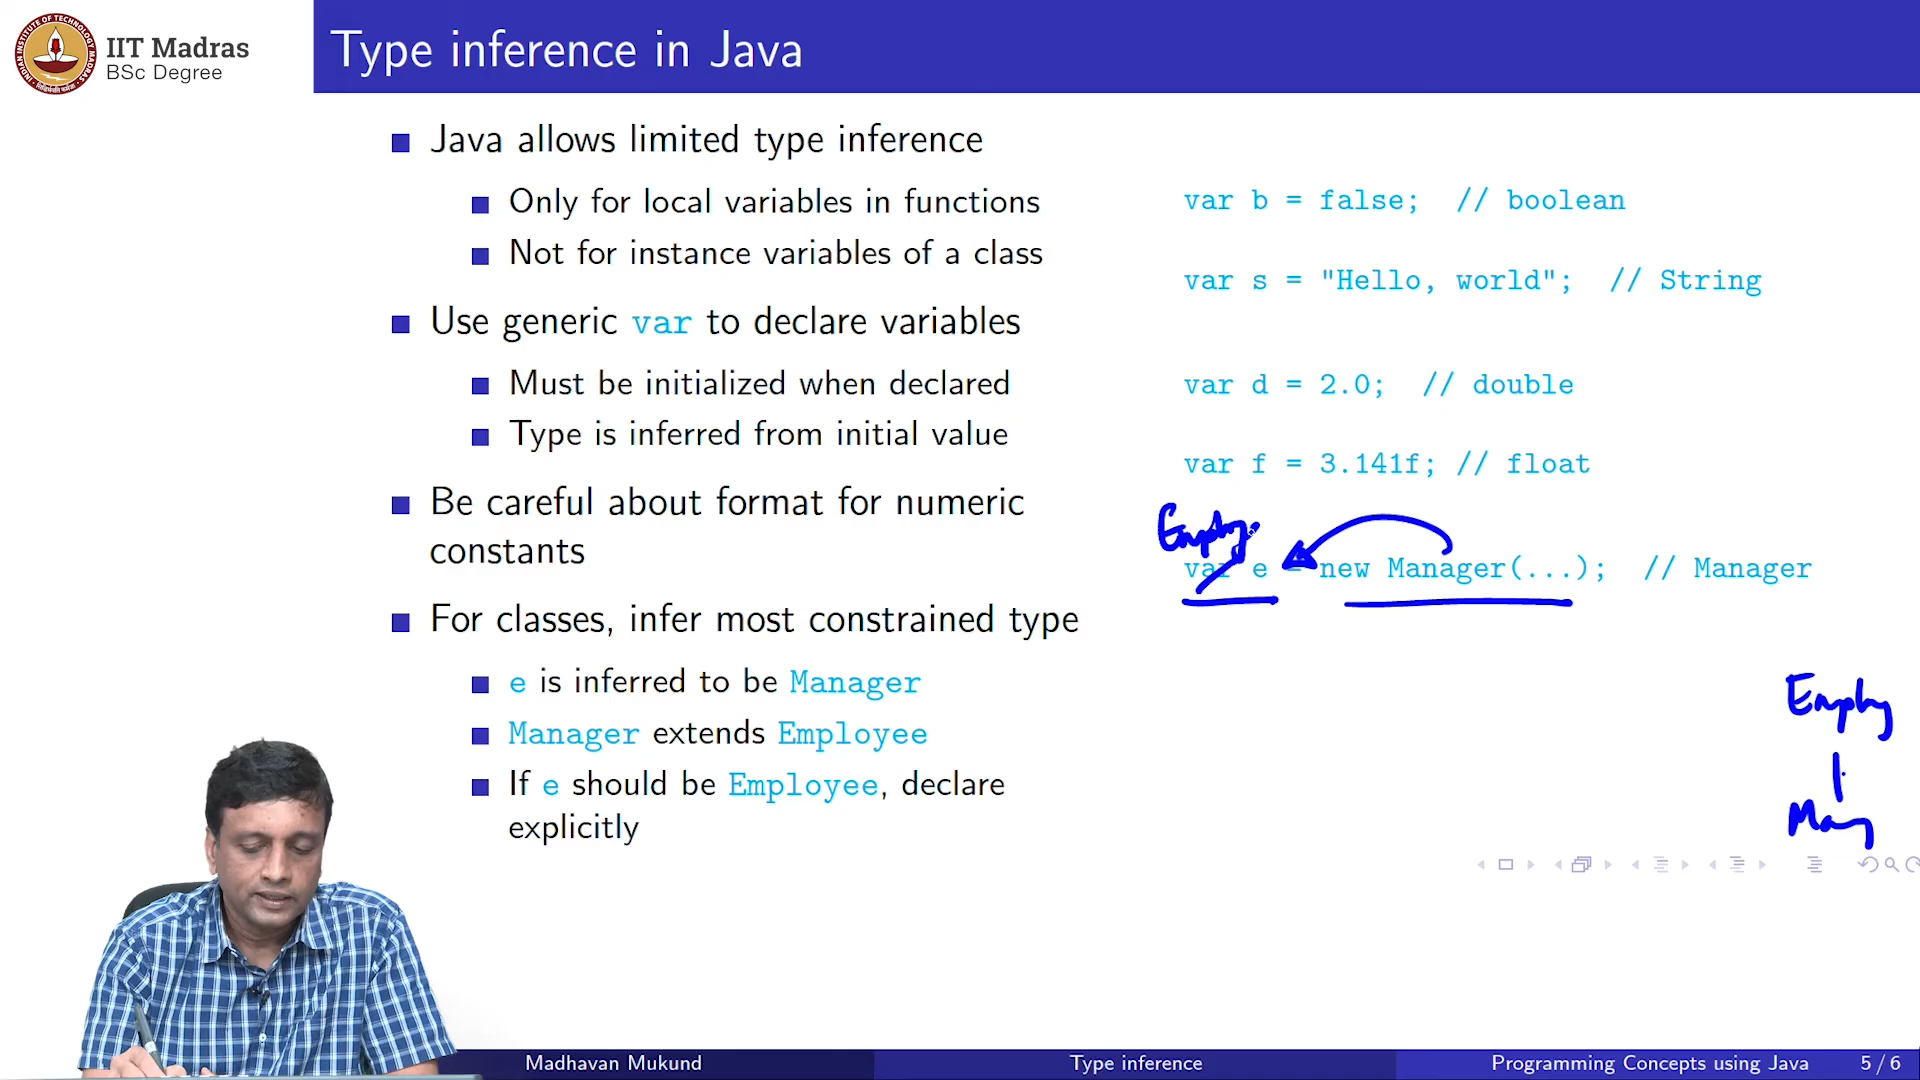 IIT Madras
BSc Degree
Type inference in Java
Java allows limited type inference
Only for local variables in functions
Not for instance variables of a class
Use generic var to declare variables
Must be initialized when declared
Type is inferred from initial value
Be careful about format for numeric
constants
For classes, infer most constrained type
e is inferred to be Manager
Manager extends Employee
If e should be Employee, declare
explicitly
var b = false; // boolean
var s = "Hello, world"; // String
var d = 2.0; // double
var f = 3.141f; // float
var e = new Manager(...); // Manager
Madhavan Mukund
Type inference
Programming Concepts using Java
5 / 6